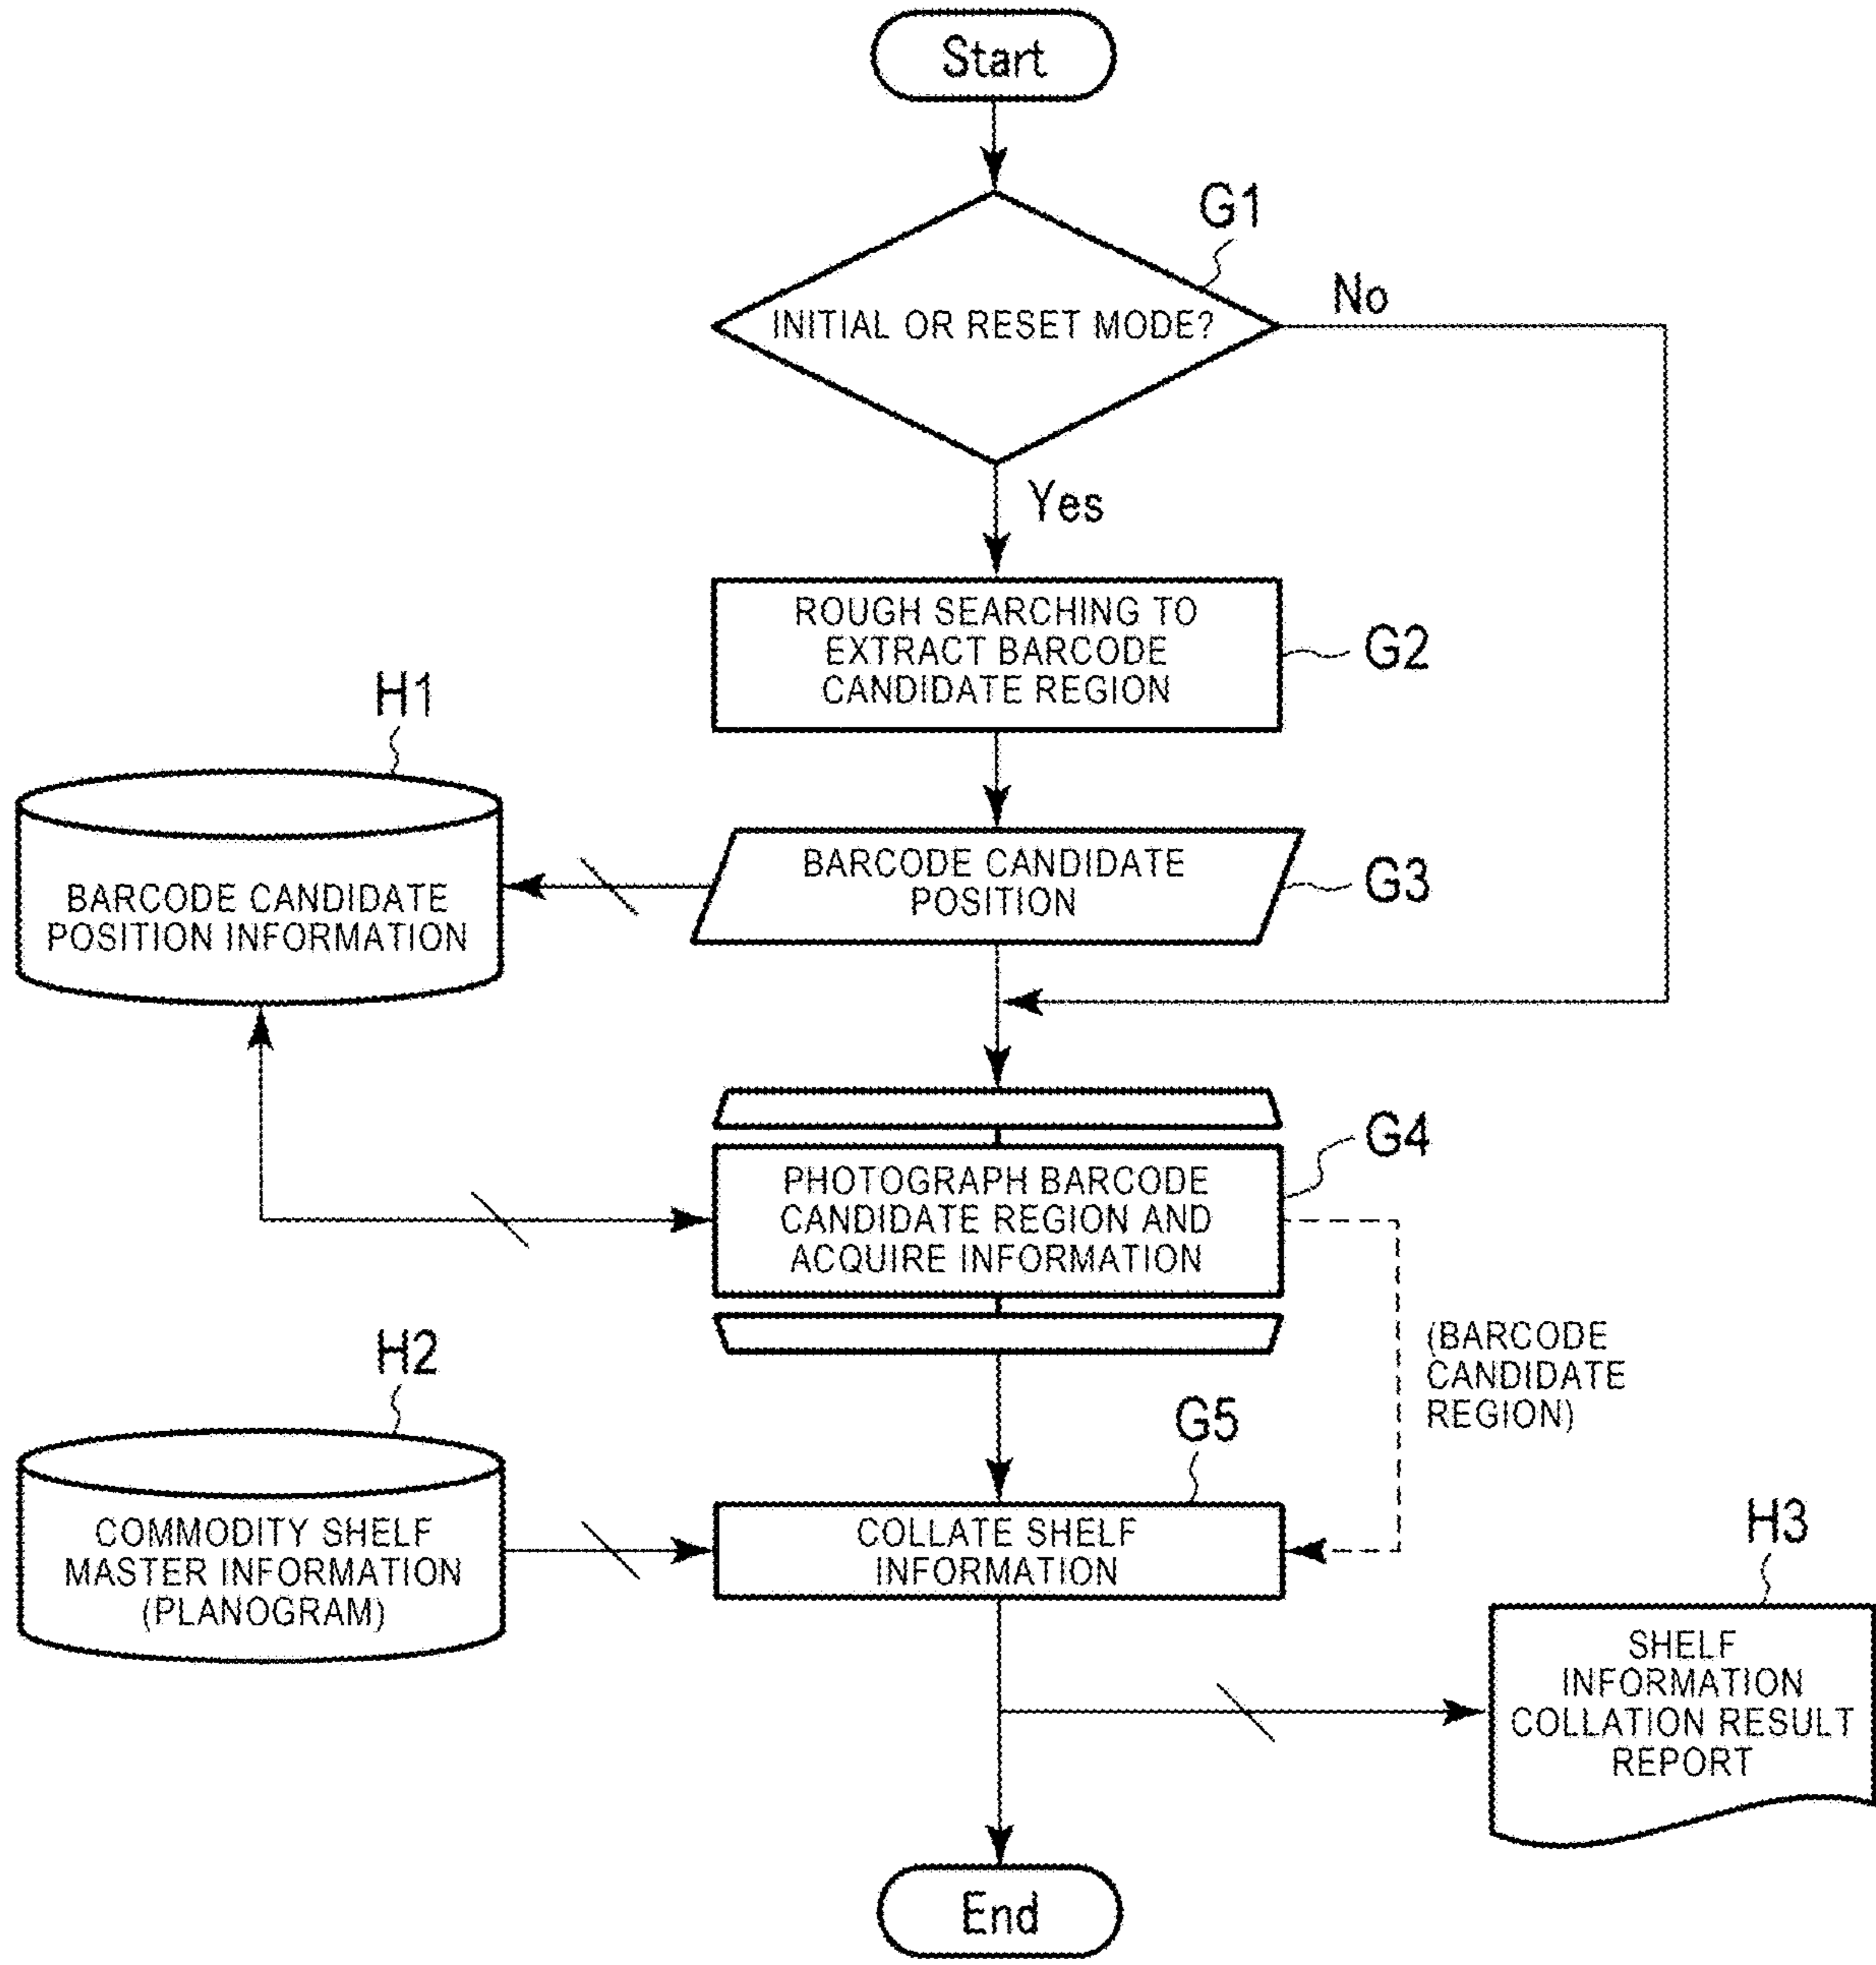 Start
G1
INITIAL OR RESET MODE?
No
Yes
ROUGH SEARCHING TO
EXTRACT BARCODE
CANDIDATE REGION
G2
H1
BARCODE CANDIDATE
POSITION INFORMATION
BARCODE CANDIDATE
POSITION
G3
G4
PHOTOGRAPH BARCODE
CANDIDATE REGION AND
ACQUIRE INFORMATION
(BARCODE
CANDIDATE
REGION)
H2
COMMODITY SHELF
MASTER INFORMATION
(PLANOGRAM)
G5
COLLATE SHELF
INFORMATION
H3
SHELF
INFORMATION
COLLATION RESULT
REPORT
End